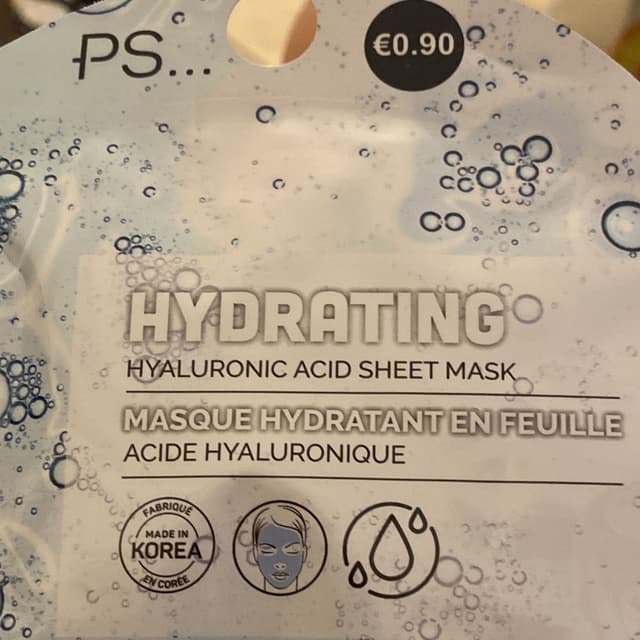 PS...
€0.90
HYDRATING
HYALURONIC ACID SHEET MASK
MASQUE HYDRATANT EN FEUILLE
ACIDE HYALURONIQUE
FABRIQUÉ
MADE IN
KOREA
EN CORÉE